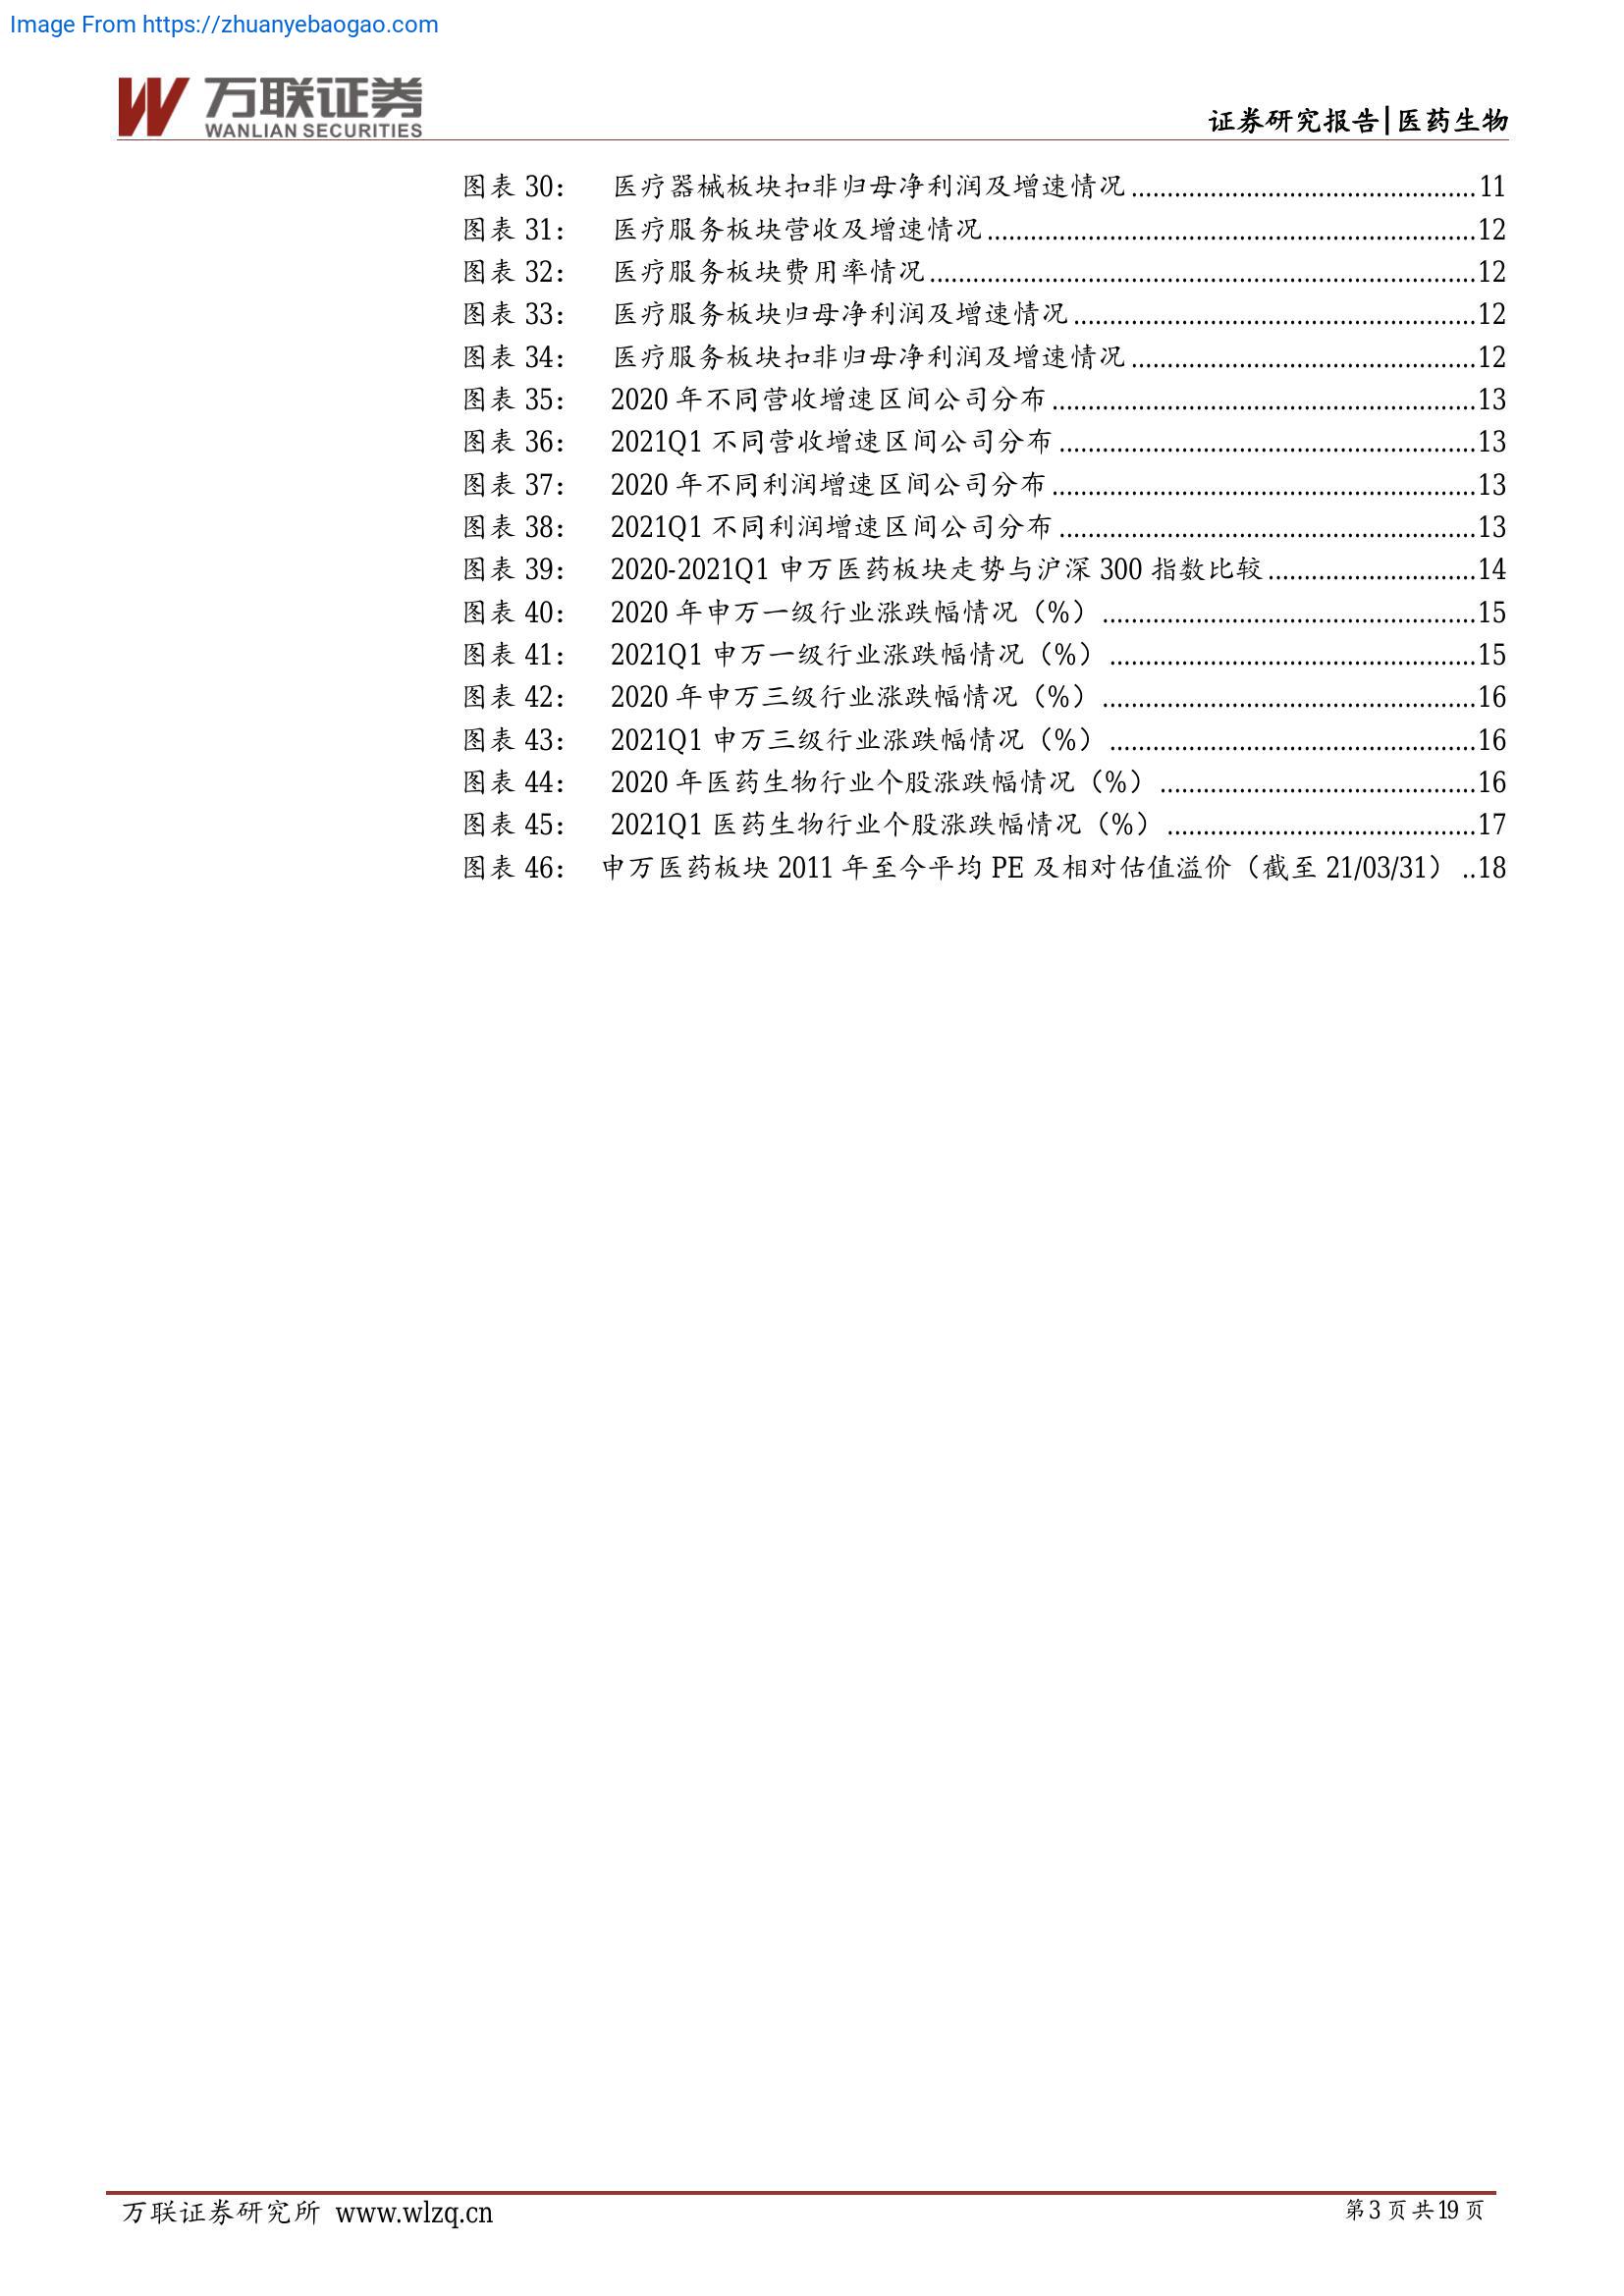 Image From https://zhuanyebaogao.com
万联证券
WANLIAN SECURITIES
证券研究报告|医药生物
图表 30： 医疗器械板块扣非归母净利润及增速情况................................................11
图表 31： 医疗服务板块营收及增速情况....................................................................12
图表 32： 医疗服务板块费用率情况............................................................................12
图表 33： 医疗服务板块归母净利润及增速情况........................................................12
图表 34： 医疗服务板块扣非归母净利润及增速情况................................................12
图表 35： 2020 年不同营收增速区间公司分布...........................................................13
图表 36： 2021Q1 不同营收增速区间公司分布..........................................................13
图表 37： 2020 年不同利润增速区间公司分布...........................................................13
图表 38： 2021Q1 不同利润增速区间公司分布..........................................................13
图表 39： 2020-2021Q1 申万医药板块走势与沪深 300 指数比较.............................14
图表 40： 2020 年申万一级行业涨跌幅情况（%）....................................................15
图表 41： 2021Q1 申万一级行业涨跌幅情况（%）...................................................15
图表 42： 2020 年申万三级行业涨跌幅情况（%）....................................................16
图表 43： 2021Q1 申万三级行业涨跌幅情况（%）...................................................16
图表 44： 2020 年医药生物行业个股涨跌幅情况（%）............................................16
图表 45： 2021Q1 医药生物行业个股涨跌幅情况（%）...........................................17
图表 46： 申万医药板块 2011 年至今平均 PE 及相对估值溢价（截至 21/03/31）..18
万联证券研究所 www.wlzq.cn
第 3 页 共 19 页